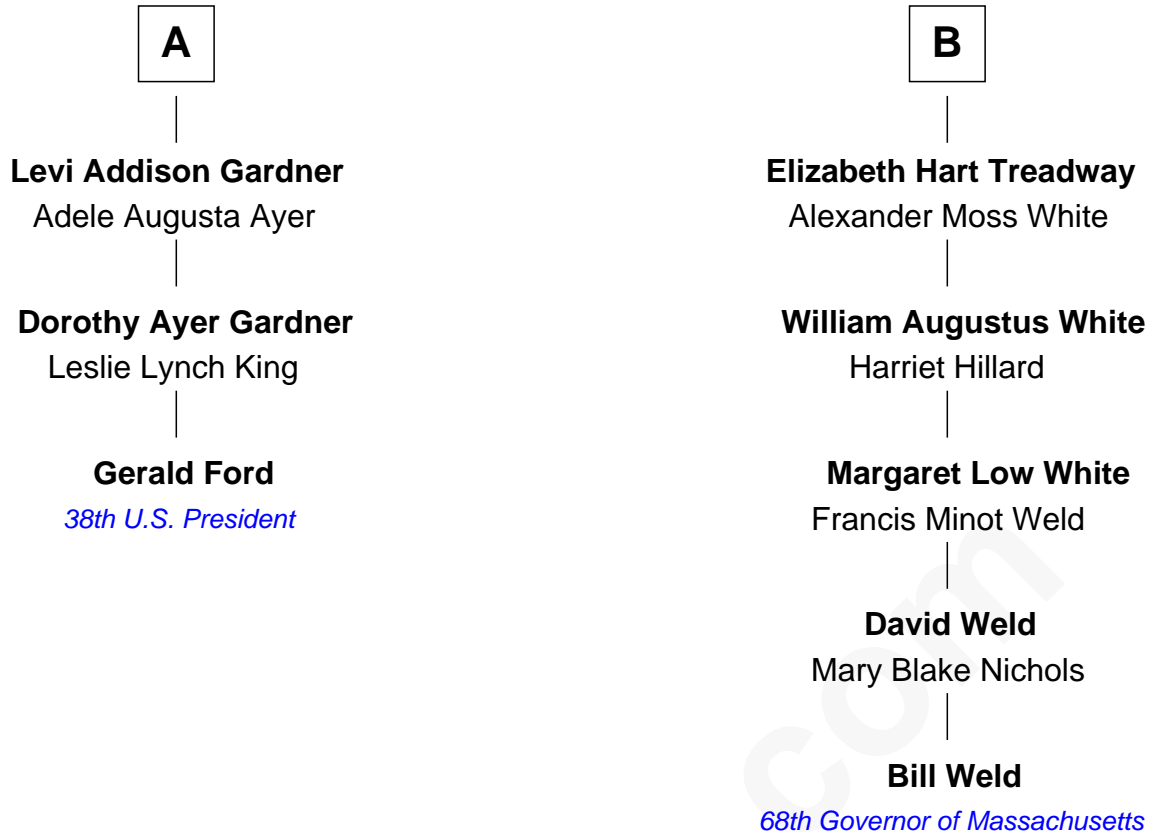 A
Levi Addison Gardner
Adele Augusta Ayer
Dorothy Ayer Gardner
Leslie Lynch King
Gerald Ford
38th U.S. President
B
Elizabeth Hart Treadway
Alexander Moss White
William Augustus White
Harriet Hillard
Margaret Low White
Francis Minot Weld
David Weld
Mary Blake Nichols
Bill Weld
68th Governor of Massachusetts
com